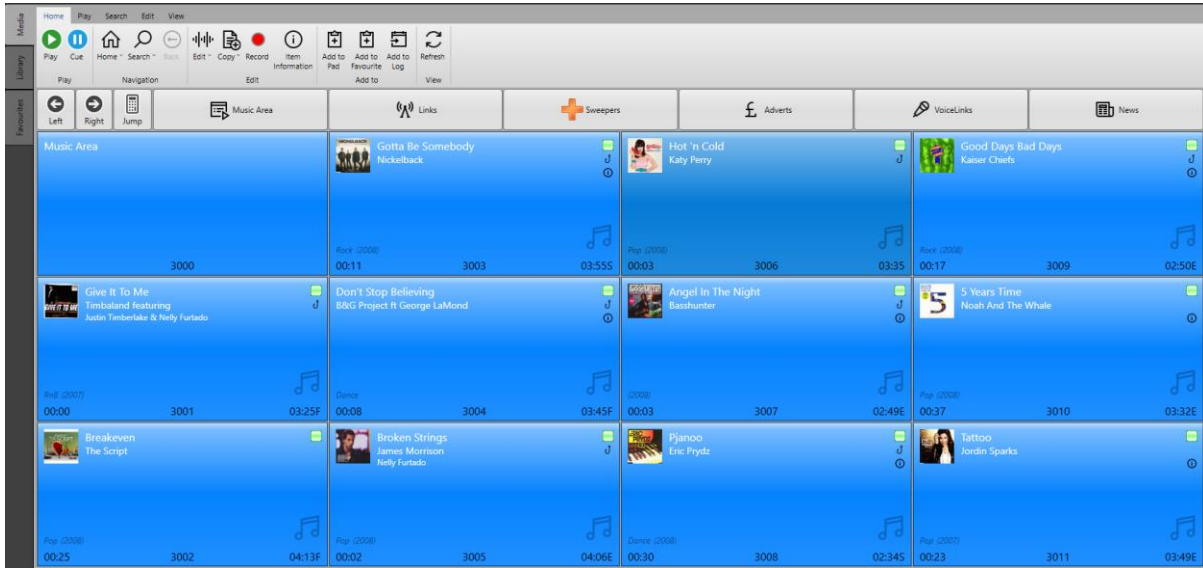 Media
Library
Favourites
Home Play Search Edit View
Play Cue Home Search Back Edit Copy Record Item Information Add to Pad Add to Favourite Add to Log Refresh
Play Navigation Edit Add to View
Left Right Jump Music Area Links Sweepers £ Adverts VoiceLinks News
Music Area
3000
Gotta Be Somebody
Nickelback
Rock (2008)
00:11 3003 03:55S
Hot 'n Cold
Katy Perry
Pop (2008)
00:03 3006 03:35
Good Days Bad Days
Kaiser Chiefs
Rock (2008)
00:17 3009 02:50E
Give It To Me
Timbaland featuring
Justin Timberlake & Nelly Furtado
RnB (2007)
00:00 3001 03:25F
Don't Stop Believing
B&G Project ft George LaMond
Dance
00:08 3004 03:45F
Angel In The Night
Basshunter
(2008)
00:03 3007 02:49E
5 Years Time
Noah And The Whale
Pop (2008)
00:37 3010 03:32E
Breakeven
The Script
Pop (2008)
00:25 3002 04:13F
Broken Strings
James Morrison
Nelly Furtado
Pop (2008)
00:02 3005 04:06E
Pjanoo
Eric Prydz
Dance (2008)
00:30 3008 02:34S
Tattoo
Jordin Sparks
Pop (2007)
00:23 3011 03:49E